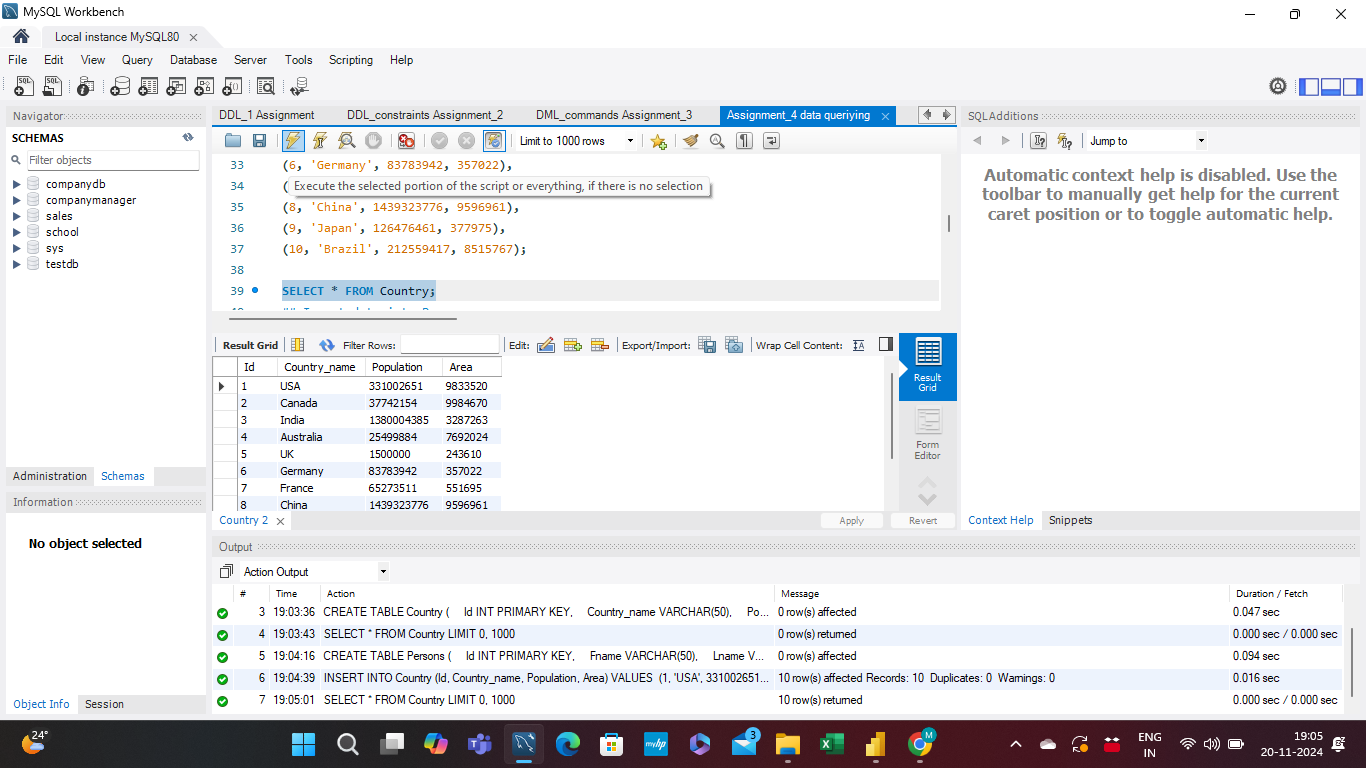 MySQL Workbench
Local instance MySQL80
File Edit View Query Database Server Tools Scripting Help
Navigator
SCHEMAS
Filter objects
companydb
companymanager
sales
school
sys
testdb
Administration Schemas
Information
No object selected
Object Info Session
DDL_1 Assignment DDL_constraints Assignment_2 DML_commands Assignment_3 Assignment_4 data queriying
Limit to 1000 rows
33 (6, 'Germany', 83783942, 357022),
34 (
Execute the selected portion of the script or everything, if there is no selection
35 (8, 'China', 1439323776, 9596961),
36 (9, 'Japan', 126476461, 377975),
37 (10, 'Brazil', 212559417, 8515767);
38
39 SELECT * FROM Country;
Result Grid Filter Rows: Edit: Export/Import: Wrap Cell Content:
Id Country_name Population Area
1 USA 331002651 9833520
2 Canada 37742154 9984670
3 India 1380004385 3287263
4 Australia 25499884 7692024
5 UK 1500000 243610
6 Germany 83783942 357022
7 France 65273511 551695
8 China 1439323776 9596961
Result Grid
Form Editor
Country 2 Apply Revert
SQLAdditions
Jump to
Automatic context help is disabled. Use the
toolbar to manually get help for the current
caret position or to toggle automatic help.
Context Help Snippets
Output
Action Output
# Time Action Message Duration / Fetch
3 19:03:36 CREATE TABLE Country ( Id INT PRIMARY KEY, Country_name VARCHAR(50), Po... 0 row(s) affected 0.047 sec
4 19:03:43 SELECT * FROM Country LIMIT 0, 1000 0 row(s) returned 0.000 sec / 0.000 sec
5 19:04:16 CREATE TABLE Persons ( Id INT PRIMARY KEY, Fname VARCHAR(50), Lname V... 0 row(s) affected 0.094 sec
6 19:04:39 INSERT INTO Country (Id, Country_name, Population, Area) VALUES (1, 'USA', 331002651... 10 row(s) affected Records: 10 Duplicates: 0 Warnings: 0 0.016 sec
7 19:05:01 SELECT * FROM Country LIMIT 0, 1000 10 row(s) returned 0.000 sec / 0.000 sec
24°
3
M
ENG
IN
19:05
20-11-2024